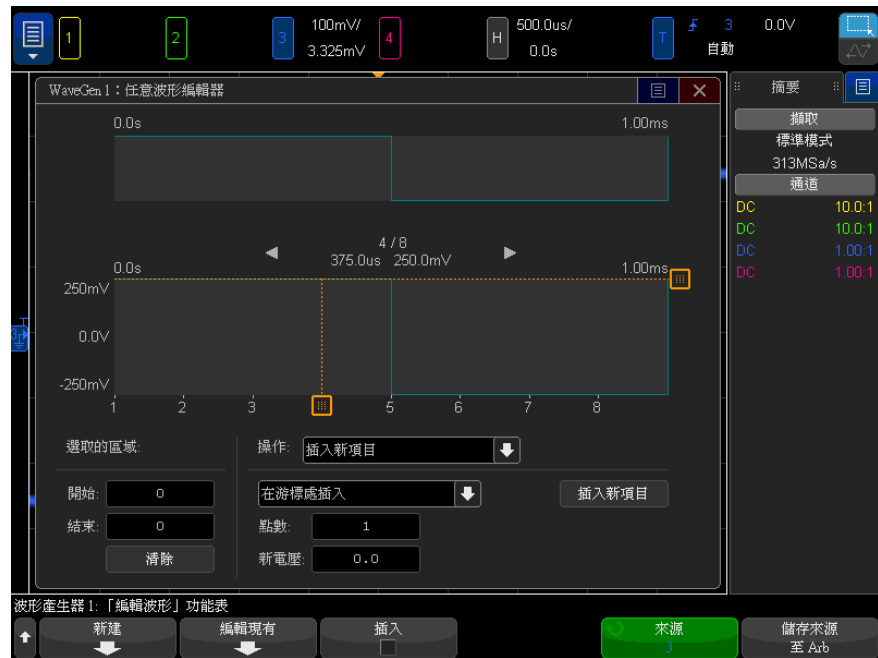 1
2
3
100mV/
3.325mV
4
H
500.0us/
0.0s
T
3
0.0V
自動
WaveGen 1：任意波形編輯器
0.0s
1.00ms
4 / 8
375.0us 250.0mV
0.0s
1.00ms
250mV
0.0V
-250mV
1 2 3 5 6 7 8
選取的區域:
開始: 0
結束: 0
清除
操作: 插入新項目
在游標處插入
插入新項目
點數: 1
新電壓: 0.0
摘要
擷取
標準模式
313MSa/s
通道
DC 10.0:1
DC 10.0:1
DC 1.00:1
DC 1.00:1
T
3
波形產生器 1:「編輯波形」功能表
新建
編輯現有
插入
來源
3
儲存來源
至 Arb